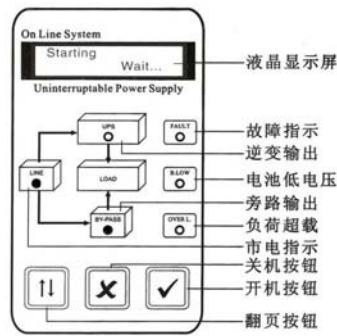 On Line System
Starting
Wait...
液晶显示屏
Uninterruptable Power Supply
UPS
FAULT
故障指示
逆变输出
LINE
LOAD
B.LOW
电池低电压
旁路输出
BY-PASS
OVER L.
负荷超载
市电指示
关机按钮
开机按钮
翻页按钮